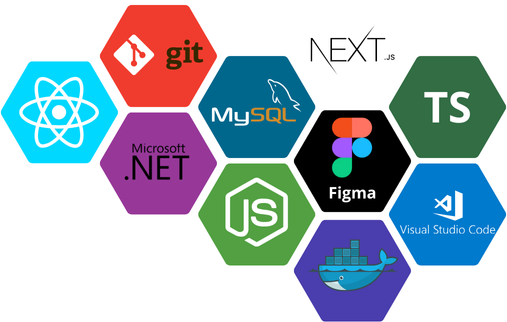 git
NEXT.JS
MySQL
TS
Microsoft
.NET
JS
Figma
Visual Studio Code